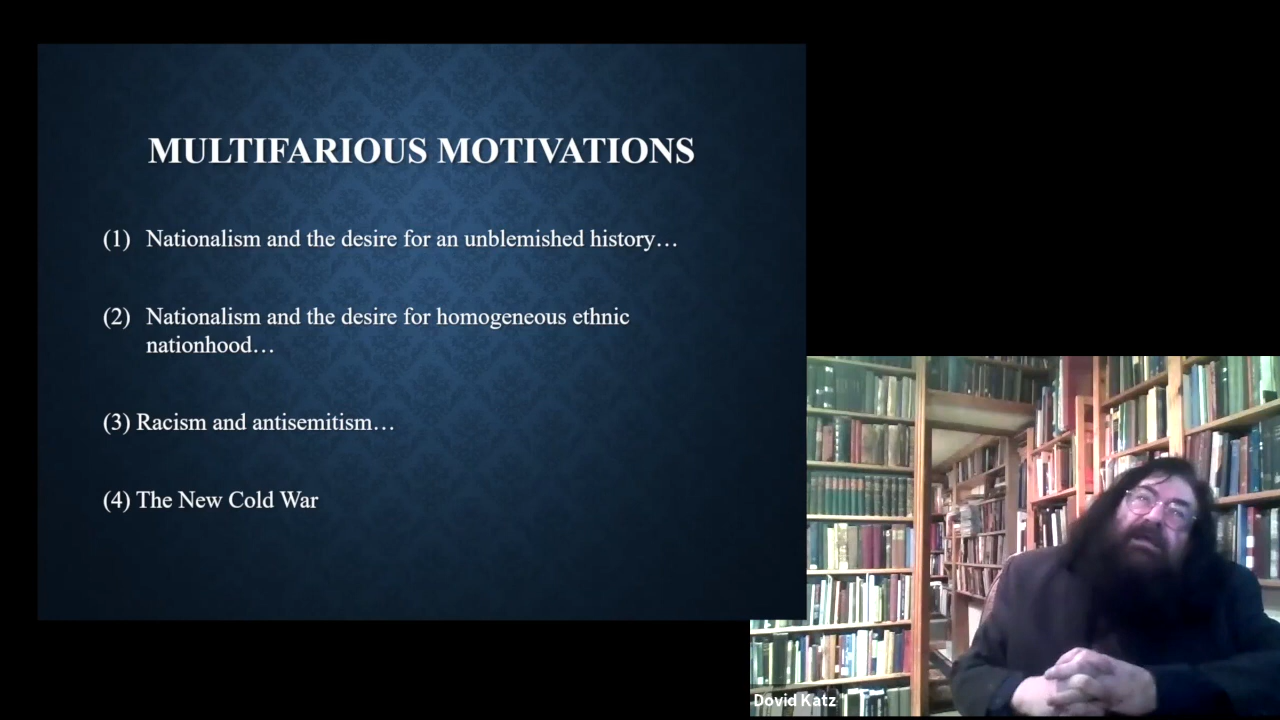 MULTIFARIOUS MOTIVATIONS
(1) Nationalism and the desire for an unblemished history…
(2) Nationalism and the desire for homogeneous ethnic
nationhood…
(3) Racism and antisemitism…
(4) The New Cold War
Dovid Katz